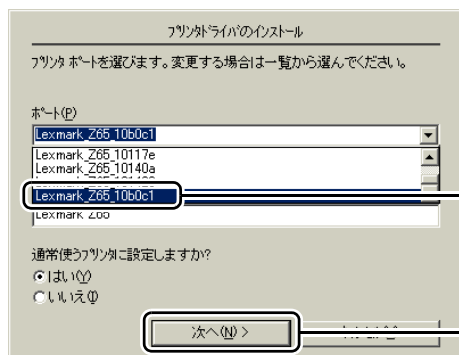 プリンタドライバのインストール
プリンタ ポートを選びます。変更する場合は一覧から選んでください。
ポート(P)
Lexmark_Z65_10b0c1
Lexmark_Z65_10117e
Lexmark_Z65_10140a
Lexmark_Z65_10b0c1
通常使うプリンタに設定しますか?
はい(Y)
いいえ(I)
次へ(N) >